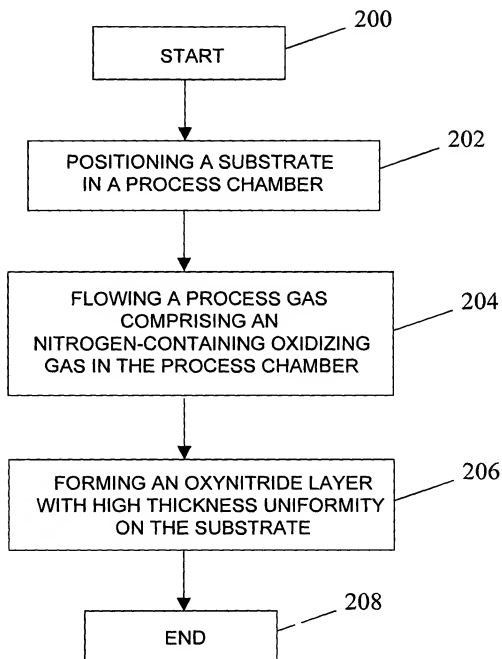 200
START
202
POSITIONING A SUBSTRATE
IN A PROCESS CHAMBER
204
FLOWING A PROCESS GAS
COMPRISING AN
NITROGEN-CONTAINING OXIDIZING
GAS IN THE PROCESS CHAMBER
206
FORMING AN OXYNITRIDE LAYER
WITH HIGH THICKNESS UNIFORMITY
ON THE SUBSTRATE
208
END